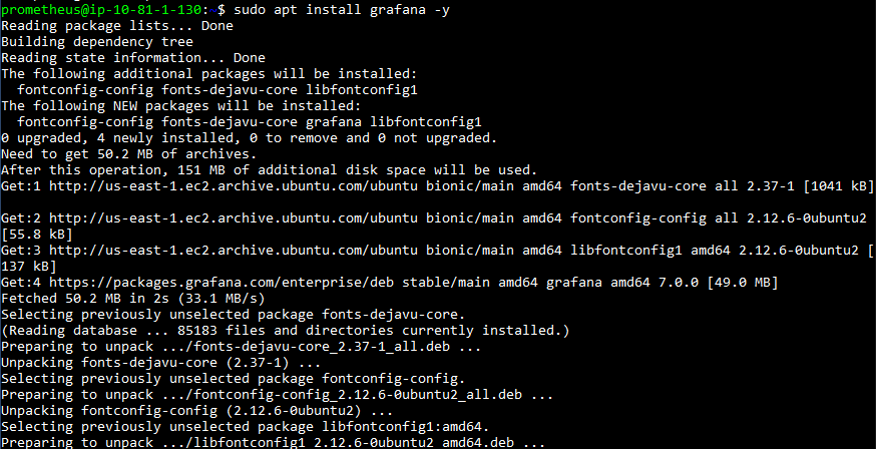 prometheus@ip-10-81-1-130:~$ sudo apt install grafana -y
Reading package lists... Done
Building dependency tree
Reading state information... Done
The following additional packages will be installed:
  fontconfig-config fonts-dejavu-core libfontconfig1
The following NEW packages will be installed:
  fontconfig-config fonts-dejavu-core grafana libfontconfig1
0 upgraded, 4 newly installed, 0 to remove and 0 not upgraded.
Need to get 50.2 MB of archives.
After this operation, 151 MB of additional disk space will be used.
Get:1 http://us-east-1.ec2.archive.ubuntu.com/ubuntu bionic/main amd64 fonts-dejavu-core all 2.37-1 [1041 kB]
Get:2 http://us-east-1.ec2.archive.ubuntu.com/ubuntu bionic/main amd64 fontconfig-config all 2.12.6-0ubuntu2
[55.8 kB]
Get:3 http://us-east-1.ec2.archive.ubuntu.com/ubuntu bionic/main amd64 libfontconfig1 amd64 2.12.6-0ubuntu2 [
137 kB]
Get:4 https://packages.grafana.com/enterprise/deb stable/main amd64 grafana amd64 7.0.0 [49.0 MB]
Fetched 50.2 MB in 2s (33.1 MB/s)
Selecting previously unselected package fonts-dejavu-core.
(Reading database ... 85183 files and directories currently installed.)
Preparing to unpack .../fonts-dejavu-core_2.37-1_all.deb ...
Unpacking fonts-dejavu-core (2.37-1) ...
Selecting previously unselected package fontconfig-config.
Preparing to unpack .../fontconfig-config_2.12.6-0ubuntu2_all.deb ...
Unpacking fontconfig-config (2.12.6-0ubuntu2) ...
Selecting previously unselected package libfontconfig1:amd64.
Preparing to unpack .../libfontconfig1_2.12.6-0ubuntu2_amd64.deb ...